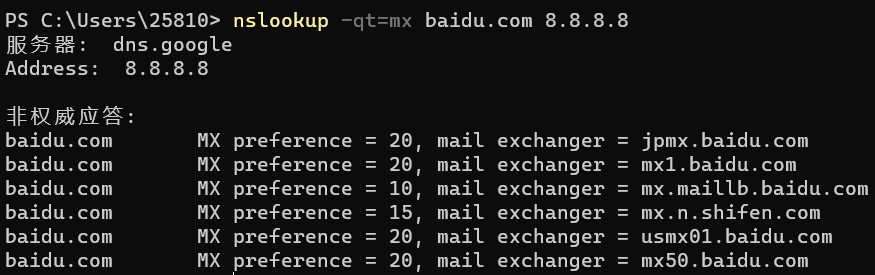 PS C:\Users\25810> nslookup -qt=mx baidu.com 8.8.8.8
服务器:  dns.google
Address:  8.8.8.8

非权威应答:
baidu.com       MX preference = 20, mail exchanger = jpmx.baidu.com
baidu.com       MX preference = 20, mail exchanger = mx1.baidu.com
baidu.com       MX preference = 10, mail exchanger = mx.maillb.baidu.com
baidu.com       MX preference = 15, mail exchanger = mx.n.shifen.com
baidu.com       MX preference = 20, mail exchanger = usmx01.baidu.com
baidu.com       MX preference = 20, mail exchanger = mx50.baidu.com